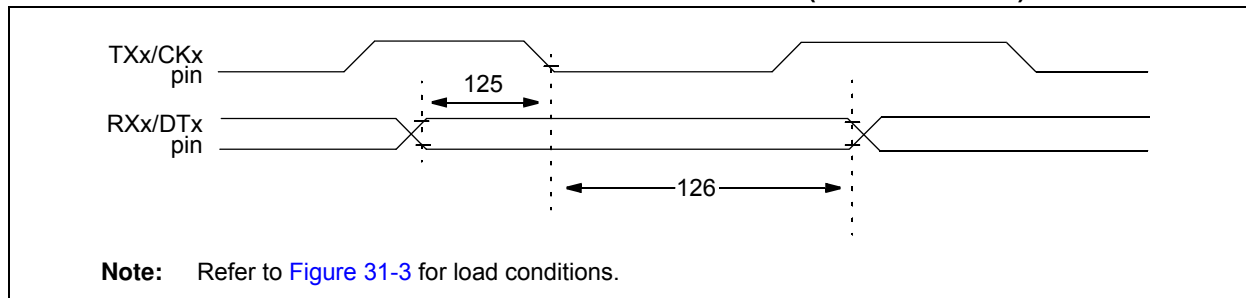 TXx/CKx
pin
125
RXx/DTx
pin
126
Note: Refer to Figure 31-3 for load conditions.